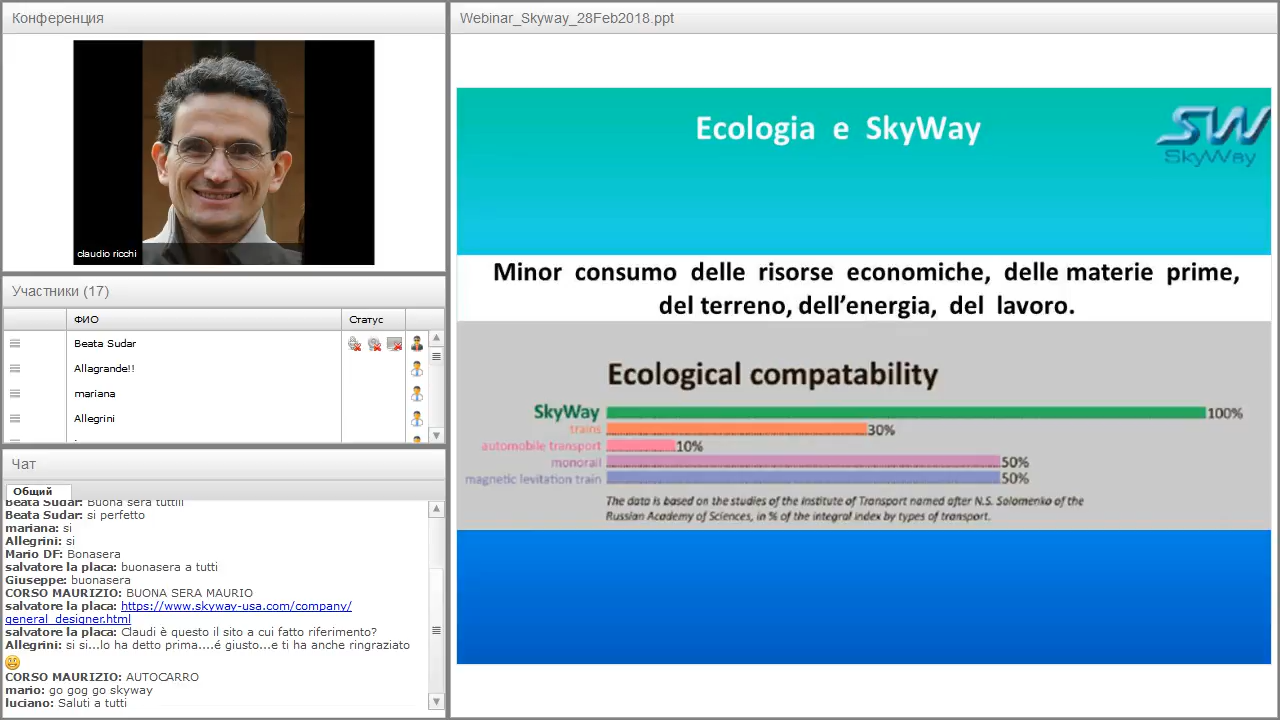 Конференция
claudio ricchi
Участники (17)
ФИО
Статус
Beata Sudar
Allagrande!!
mariana
Allegrini
Чат
Общий
Beata Sudar: Buona sera tuttiii
Beata Sudar: si perfetto
mariana: si
Allegrini: si
Mario DF: Bonasera
salvatore la placa: buonasera a tutti
Giuseppe: buonasera
CORSO MAURIZIO: BUONA SERA MAURIO
salvatore la placa: https://www.skyway-usa.com/company/
general_designer.html
salvatore la placa: Claudi è questo il sito a cui fatto riferimento?
Allegrini: si si...lo ha detto prima....é giusto...e ti ha anche ringraziato
CORSO MAURIZIO: AUTOCARRO
mario: go gog go skyway
luciano: Saluti a tutti
Webinar_Skyway_28Feb2018.ppt
Ecologia e SkyWay
SW
SkyWay
Minor consumo delle risorse economiche, delle materie prime,
del terreno, dell’energia, del lavoro.
Ecological compatability
SkyWay 100%
trains 30%
automobile transport 10%
monorail 50%
magnetic levitation train 50%
The data is based on the studies of the Institute of Transport named after N.S. Solomenko of the
Russian Academy of Sciences, in % of the integral index by types of transport.